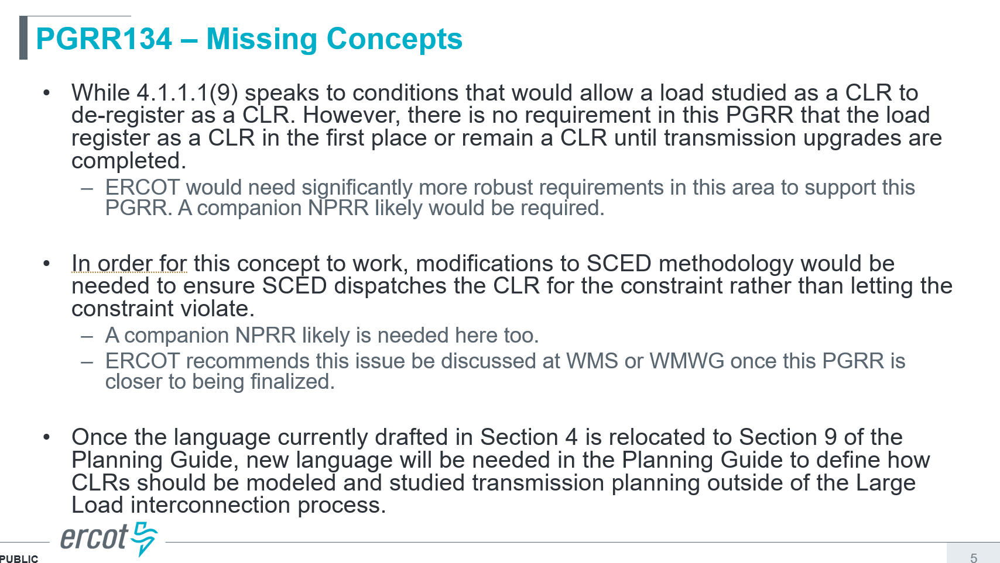 PGRR134 – Missing Concepts
• While 4.1.1.1(9) speaks to conditions that would allow a load studied as a CLR to
de-register as a CLR. However, there is no requirement in this PGRR that the load
register as a CLR in the first place or remain a CLR until transmission upgrades are
completed.
– ERCOT would need significantly more robust requirements in this area to support this
PGRR. A companion NPRR likely would be required.
• In order for this concept to work, modifications to SCED methodology would be
needed to ensure SCED dispatches the CLR for the constraint rather than letting the
constraint violate.
– A companion NPRR likely is needed here too.
– ERCOT recommends this issue be discussed at WMS or WMWG once this PGRR is
closer to being finalized.
• Once the language currently drafted in Section 4 is relocated to Section 9 of the
Planning Guide, new language will be needed in the Planning Guide to define how
CLRs should be modeled and studied transmission planning outside of the Large
Load interconnection process.
ercot
PUBLIC
5